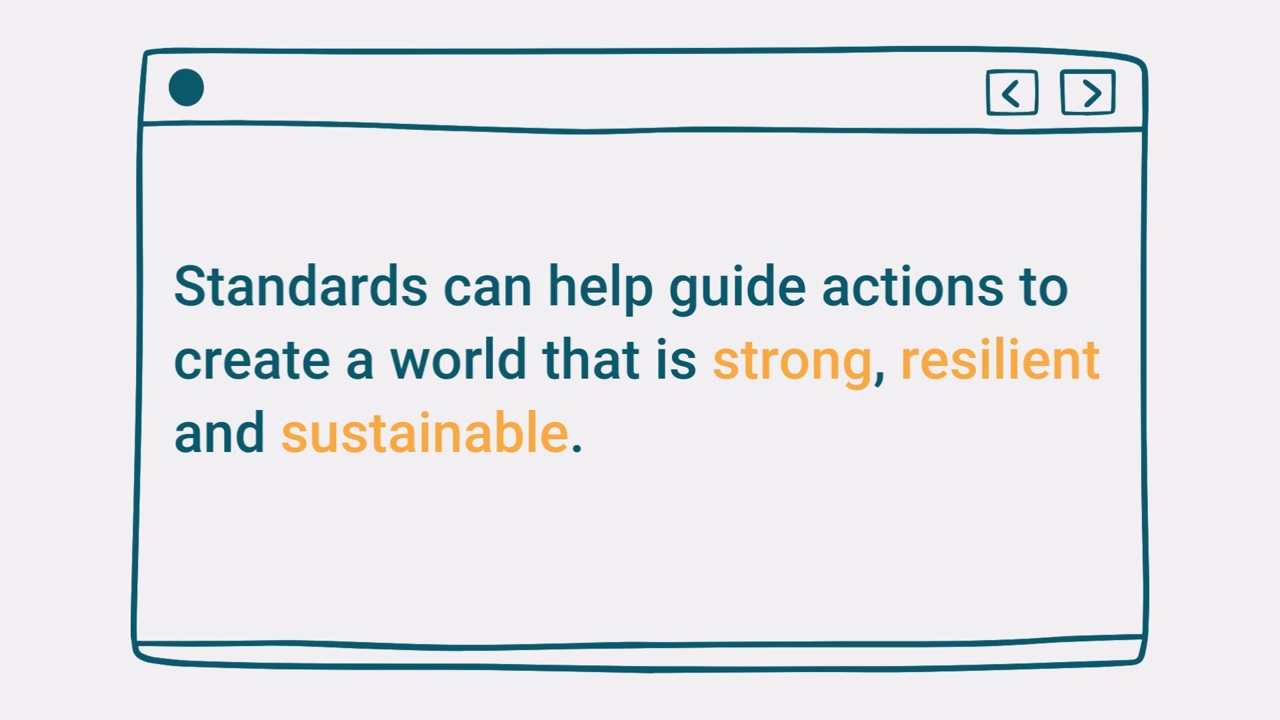 Standards can help guide actions to
create a world that is strong, resilient
and sustainable.